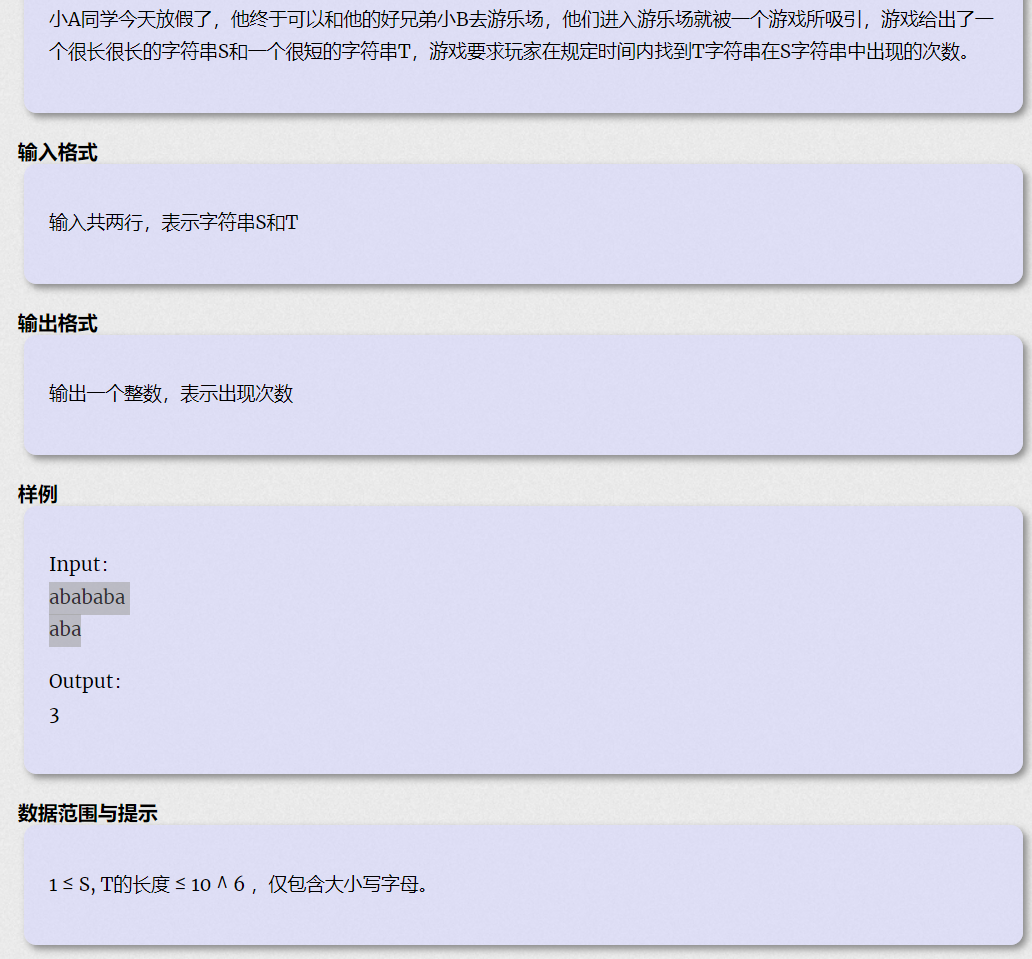 小A同学今天放假了，他终于可以和他的好兄弟小B去游乐场，他们进入游乐场就被一个游戏所吸引，游戏给出了一
个很长很长的字符串S和一个很短的字符串T，游戏要求玩家在规定时间内找到T字符串在S字符串中出现的次数。
输入格式
输入共两行，表示字符串S和T
输出格式
输出一个整数，表示出现次数
样例
Input：
abababa
aba
Output：
3
数据范围与提示
1 ≤ S, T的长度 ≤ 10 ^ 6 ，仅包含大小写字母。